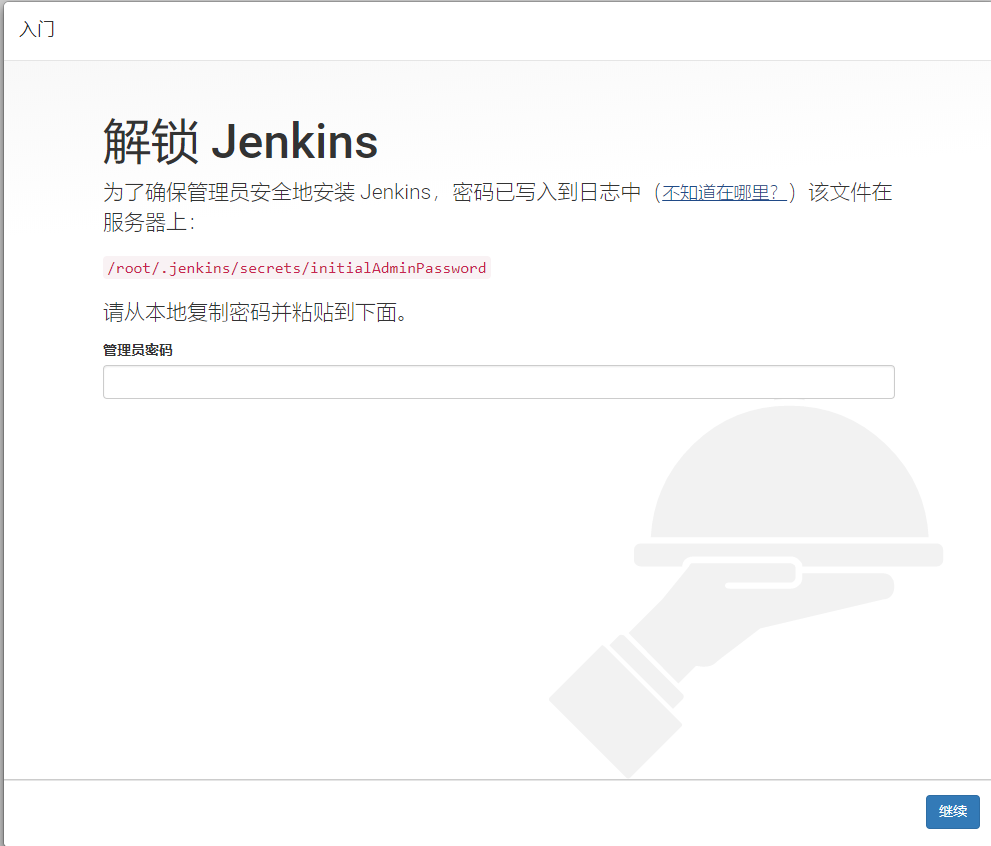 入门
解锁 Jenkins
为了确保管理员安全地安装 Jenkins，密码已写入到日志中（不知道在哪里？）该文件在
服务器上：
/root/.jenkins/secrets/initialAdminPassword
请从本地复制密码并粘贴到下面。
管理员密码
继续